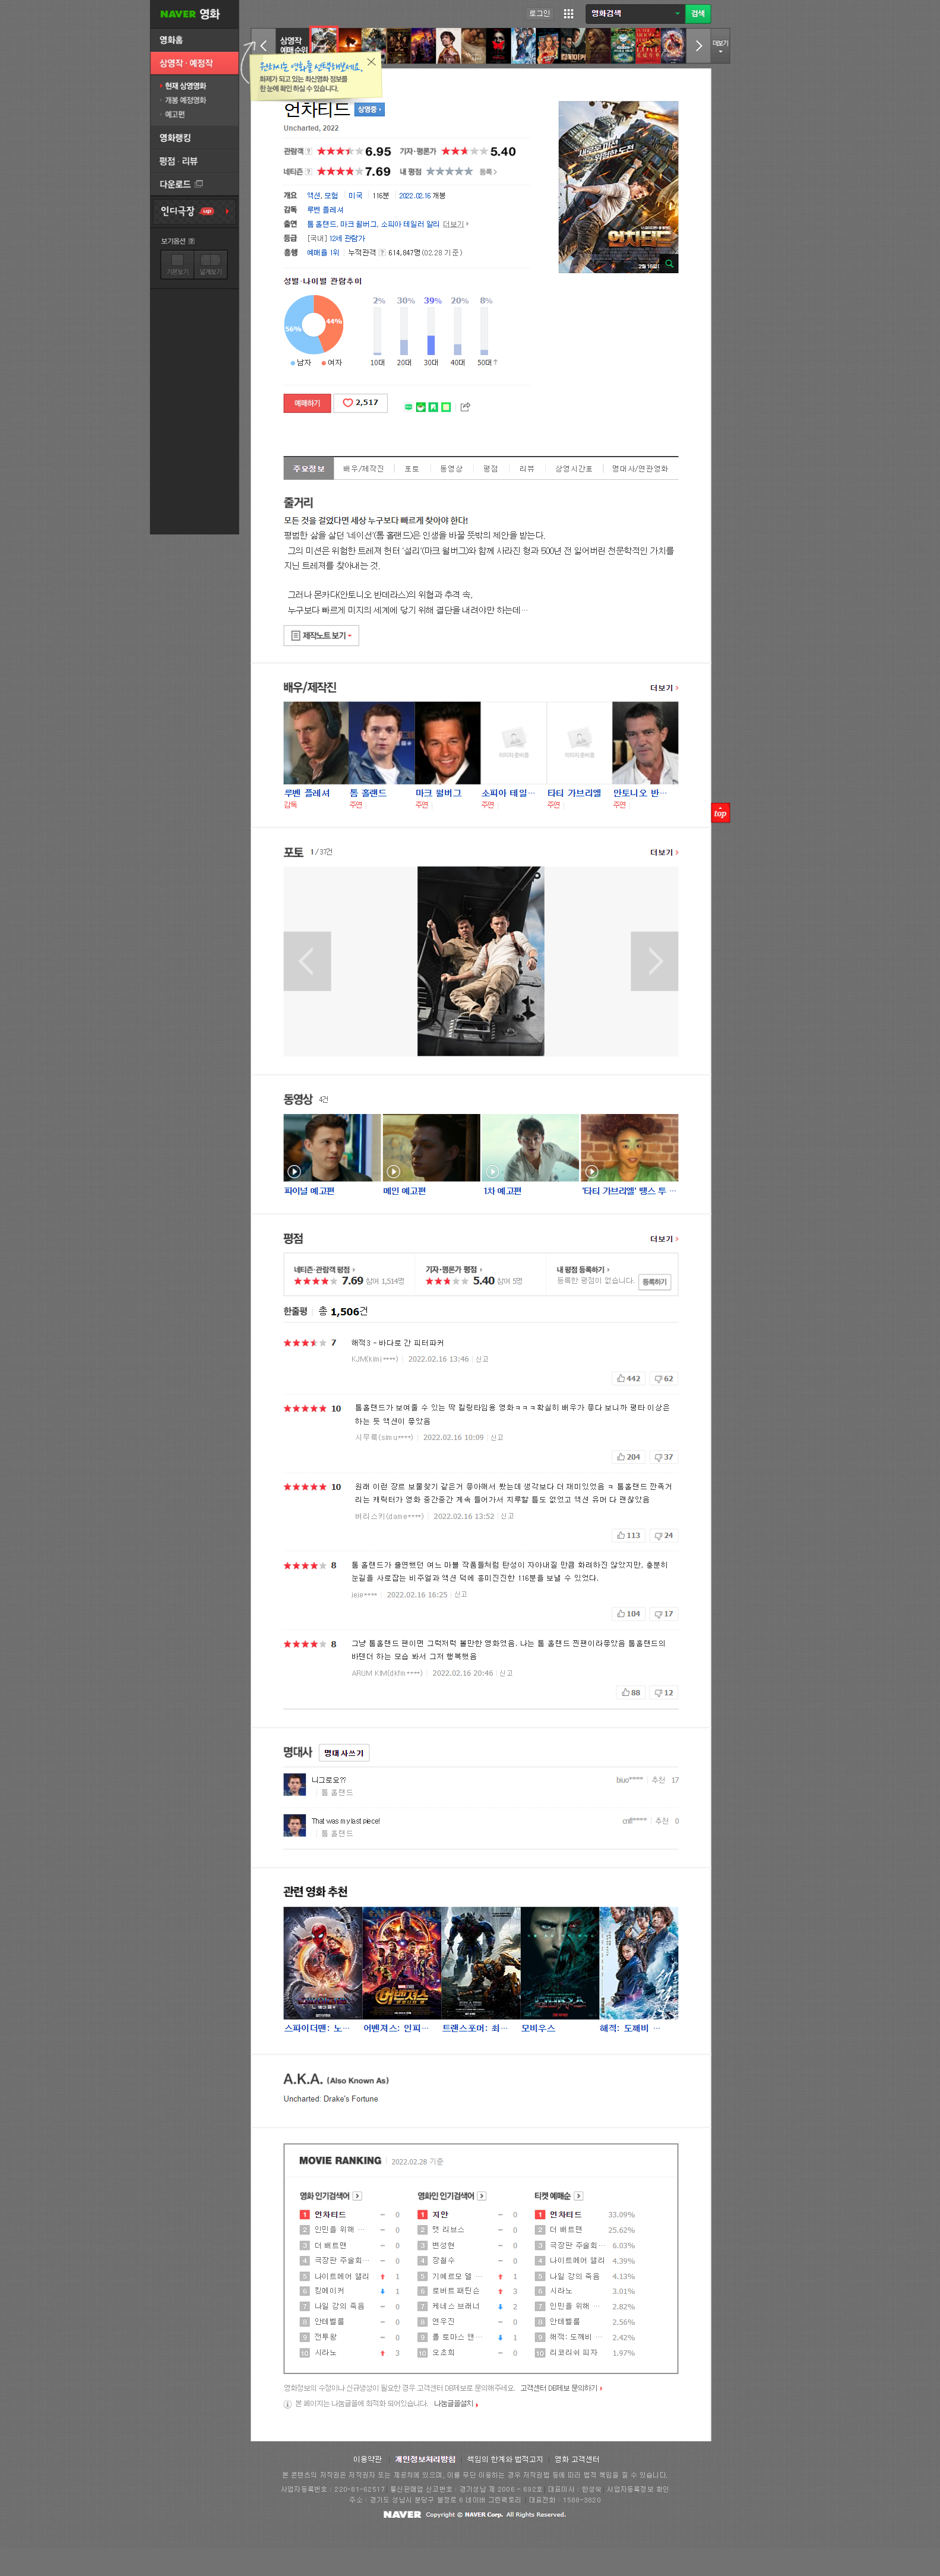 NAVER 영화
로그인
영화검색
검색
영화홈
상영작·예정작
현재 상영영화
개봉 예정영화
예고편
영화랭킹
평점·리뷰
다운로드
인디극장
보기옵션
기본보기 넓게보기
상영작
예매순위
더보기
원하시는 영화를 선택해보세요.
화제가 되고 있는 최신영화 정보를
한 눈에 확인 하실 수 있습니다.
언차티드 상영중
Uncharted, 2022
관람객 6.95 기자·평론가 5.40
네티즌 7.69 내 평점 등록
개요 액션, 모험 미국 116분 2022.02.16 개봉
감독 루벤 플레셔
출연 톰 홀랜드, 마크 월버그, 소피아 테일러 알리 더보기
등급 [국내] 12세 관람가
흥행 예매율 1위 누적관객 614,847명(02.28 기준)
언차티드
성별·나이별 관람추이
56% 44%
남자 여자
2% 30% 39% 20% 8%
10대 20대 30대 40대 50대↑
예매하기 2,517
주요정보 배우/제작진 포토 동영상 평점 리뷰 상영시간표 명대사/연관영화
줄거리
모든 것을 걸었다면 세상 누구보다 빠르게 찾아야 한다!
평범한 삶을 살던 '네이선'(톰 홀랜드)은 인생을 바꿀 뜻밖의 제안을 받는다.
그의 미션은 위험한 트레져 헌터 '설리'(마크 월버그)와 함께 사라진 형과 500년 전 잃어버린 천문학적인 가치를
지닌 트레져를 찾아내는 것.
그러나 몬카다(안토니오 반데라스)의 위협과 추격 속,
누구보다 빠르게 미지의 세계에 닿기 위해 결단을 내려야만 하는데…
제작노트 보기
배우/제작진 더보기
이미지 준비중 이미지 준비중
루벤 플레셔 톰 홀랜드 마크 월버그 소피아 테일… 타티 가브리엘 안토니오 반…
감독 주연 주연 주연 주연 주연
top
포토 1/37건 더보기
동영상 4건
파이널 예고편 메인 예고편 1차 예고편 '타티 가브리엘' 땡스 투 …
평점 더보기
네티즌·관람객 평점 기자·평론가 평점 내 평점 등록하기
7.69 참여 1,514명 5.40 참여 5명 등록한 평점이 없습니다. 등록하기
한줄평 총 1,506건
7 해적3 - 바다로 간 피터파커
KJM(kimi****) 2022.02.16 13:46 신고
442 62
10 톰홀랜드가 보여줄 수 있는 딱 킬링타임용 영화ㅋㅋㅋ확실히 배우가 좋다 보니까 평타 이상은
하는 듯 액션이 좋았음
2022.02.16 10:09 신고
204 37
10 원래 이런 장르 보물찾기 같은거 좋아해서 봤는데 생각보다 더 재미있었음 ㅋ 톰홀랜드 깐족거
리는 캐릭터가 영화 중간중간 계속 들어가서 지루할 틈도 없었고 액션 유머 다 괜찮았음
버리스키(dame****) 2022.02.16 13:52 신고
113 24
8 톰 홀랜드가 출연했던 여느 마블 작품들처럼 탄성이 자아내질 만큼 화려하진 않았지만, 충분히
눈길을 사로잡는 비주얼과 액션 덕에 흥미진진한 116분을 보낼 수 있었다.
ieie**** 2022.02.16 16:25 신고
104 17
8 그냥 톰홀랜드 팬이면 그럭저럭 볼만한 영화였음. 나는 톰 홀랜드 찐팬이라좋았음 톰홀랜드의
바텐더 하는 모습 봐서 그저 행복했음
ARUM KIM(dkfm****) 2022.02.16 20:46 신고
88 12
명대사 명대사쓰기
니그로요?? buo**** 추천 17
톰 홀랜드
That was my last piece! cnfl**** 추천 0
톰 홀랜드
관련 영화 추천
스파이더맨: 노… 어벤져스: 인피… 트랜스포머: 최… 모비우스 해적: 도깨비 …
A.K.A. (Also Known As)
Uncharted: Drake's Fortune
MOVIE RANKING 2022.02.28 기준
영화 인기검색어
1 언차티드 - 0
2 인민을 위해 … - 0
3 더 배트맨 - 0
4 극장판 주술회… - 0
5 나이트메어 앨리 1
6 킹메이커 1
7 나일 강의 죽음 - 0
8 안테벨룸 - 0
9 전투왕 - 0
10 시라노 3
영화인 인기검색어
1 지안 - 0
2 맷 리브스 - 0
3 변성현 - 0
4 장철수 - 0
5 기예르모 델 … 1
6 로버트 패틴슨 3
7 케네스 브래너 2
8 연우진 - 0
9 폴 토마스 앤… 1
10 오초희 - 0
티켓 예매순
1 언차티드 33.09%
2 더 배트맨 25.62%
3 극장판 주술회… 6.03%
4 나이트메어 앨리 4.39%
5 나일 강의 죽음 4.13%
6 시라노 3.01%
7 인민을 위해 … 2.82%
8 안테벨룸 2.56%
9 해적: 도깨비 … 2.42%
10 리코리쉬 피자 1.97%
영화정보의 수정이나 신규생성이 필요한 경우 고객센터 DB제보로 문의해주세요. 고객센터 DB제보 문의하기
본 페이지는 나눔글꼴에 최적화 되어있습니다. 나눔글꼴설치
이용약관 개인정보처리방침 책임의 한계와 법적고지 영화 고객센터
본 콘텐츠의 저작권은 저작권자 또는 제공처에 있으며, 이를 무단 이용하는 경우 저작권법 등에 따라 법적 책임을 질 수 있습니다.
사업자등록번호 : 220-81-62517 통신판매업 신고번호 : 경기성남 제 2006 - 692호 대표이사 : 한성숙 사업자등록정보 확인
주소 : 경기도 성남시 분당구 불정로 6 네이버 그린팩토리 대표전화 : 1588-3820
NAVER Copyright © NAVER Corp. All Rights Reserved.